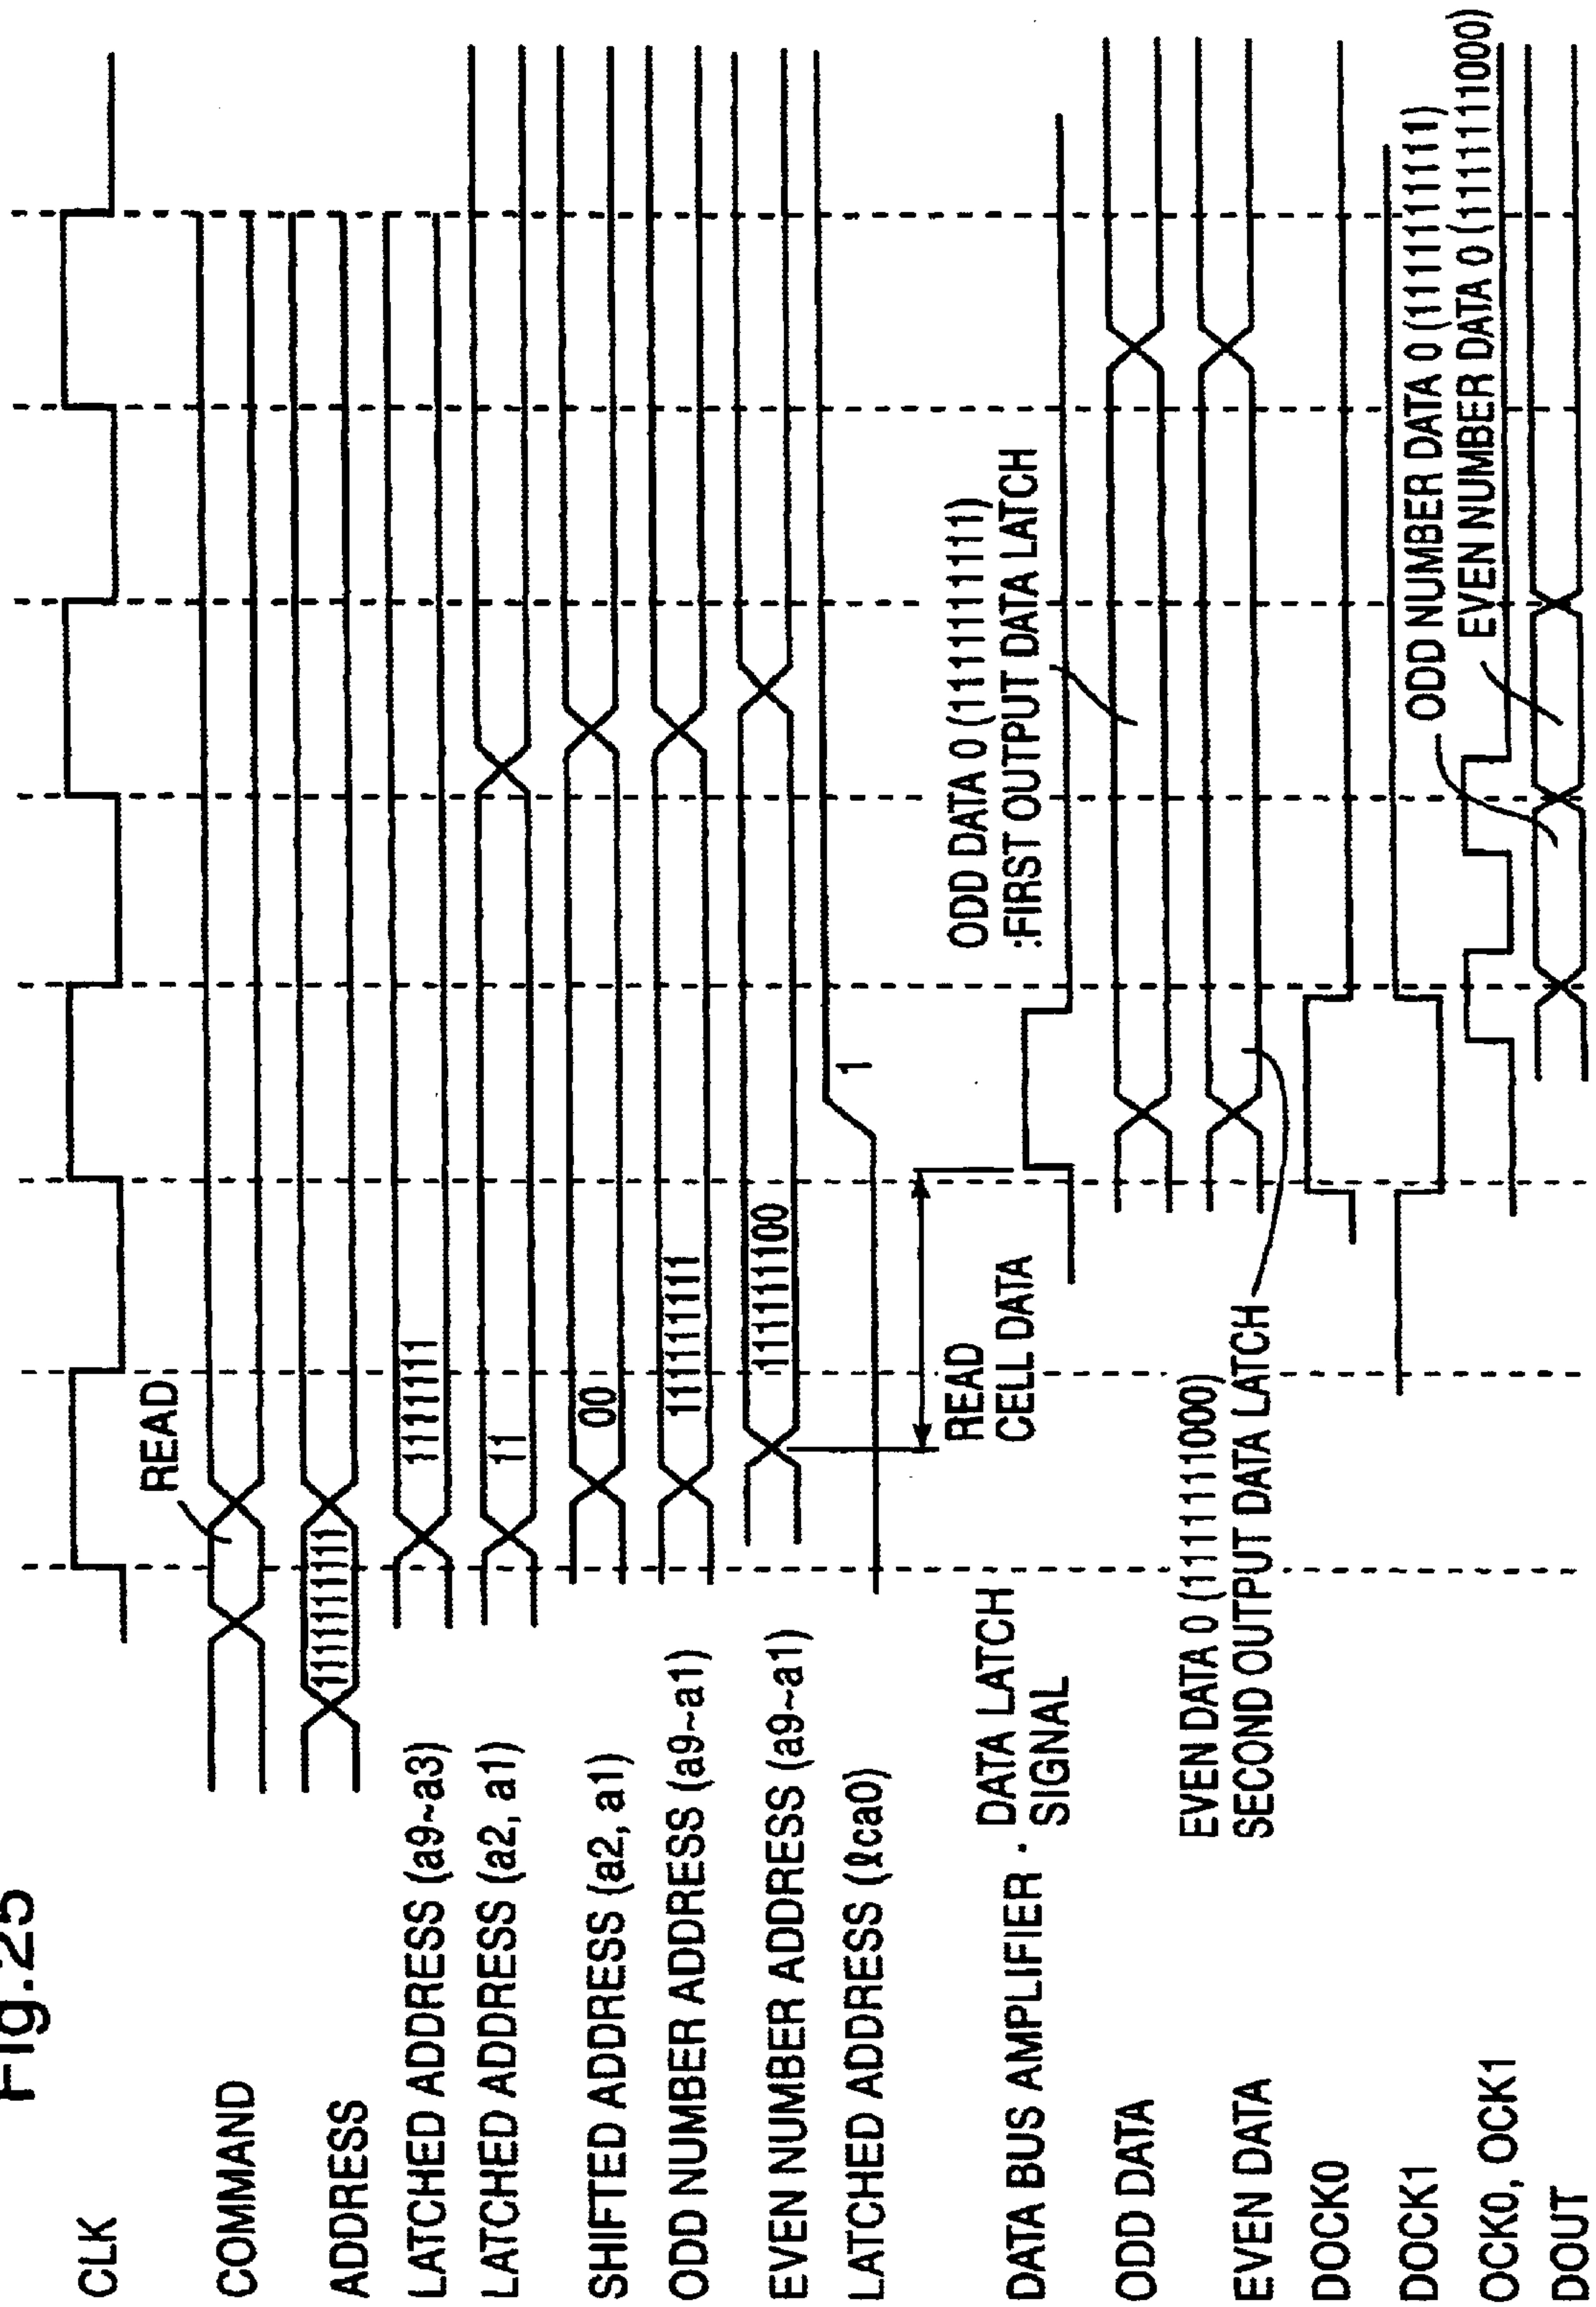 Fig.25
CLK
COMMAND
READ
ADDRESS
1111111111
LATCHED ADDRESS (a9~a3)
1111111
LATCHED ADDRESS (a2, a1)
11
SHIFTED ADDRESS (a2, a1)
00
ODD NUMBER ADDRESS (a9~a1)
111111111
EVEN NUMBER ADDRESS (a9~a1)
111111100
LATCHED ADDRESS (ℓca0)
1
READ
CELL DATA
DATA BUS AMPLIFIER · DATA LATCH
SIGNAL
ODD DATA 0 (1111111111)
:FIRST OUTPUT DATA LATCH
ODD DATA
EVEN DATA 0 (1111111000)
SECOND OUTPUT DATA LATCH
EVEN DATA
DOCK0
DOCK1
OCK0, OCK1
ODD NUMBER DATA 0 (1111111111)
EVEN NUMBER DATA 0 (1111111000)
DOUT